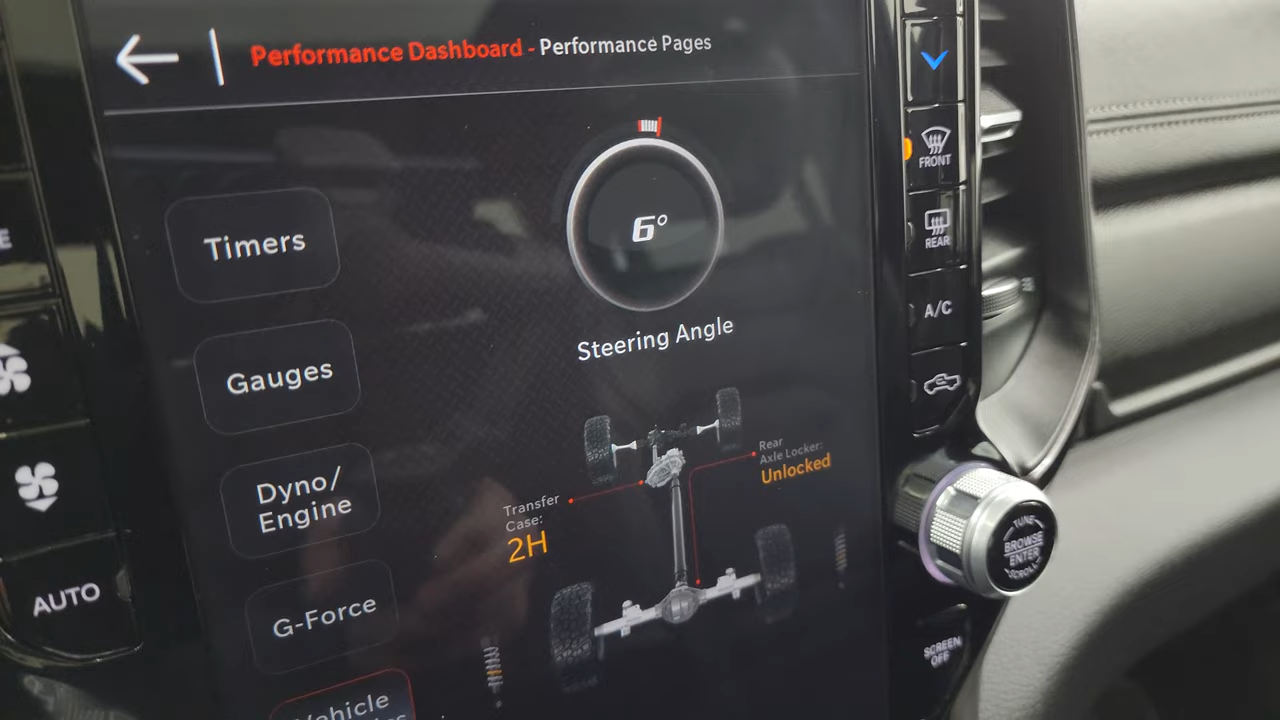 Performance Dashboard - Performance Pages
Timers
Gauges
Dyno/
Engine
G-Force
Vehicle
6°
Steering Angle
Transfer
Case:
2H
Rear
Axle Locker:
Unlocked
AUTO
FRONT
REAR
A/C
TUNE
BROWSE
ENTER
SCROLL
SCREEN
OFF